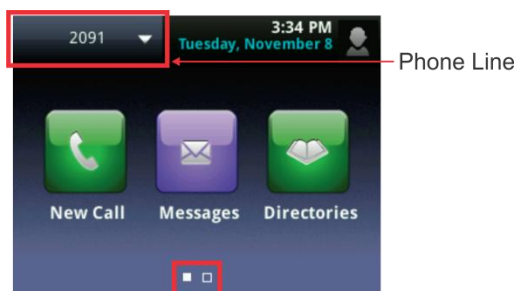 2091
3:34 PM
Tuesday, November 8
Phone Line
New Call Messages Directories